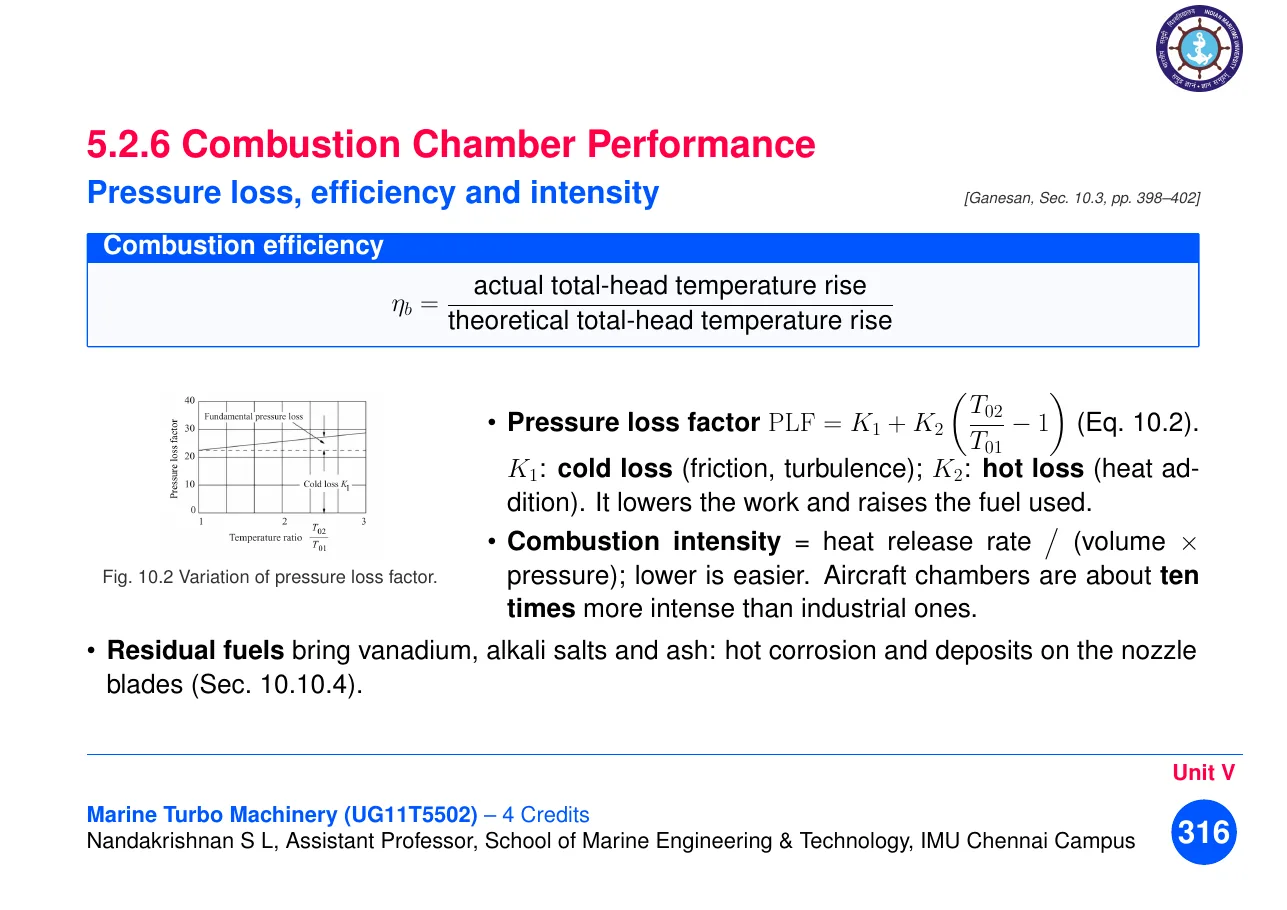 INDIAN MARITIME UNIVERSITY
5.2.6 Combustion Chamber Performance
Pressure loss, efficiency and intensity
[Ganesan, Sec. 10.3, pp. 398–402]
Combustion efficiency
η_b = actual total-head temperature rise / theoretical total-head temperature rise
40
30
20
10
0
Pressure loss factor
Fundamental pressure loss
Cold loss K₁
1 2 3
Temperature ratio T₀₂/T₀₁
Fig. 10.2 Variation of pressure loss factor.
• Pressure loss factor PLF = K₁ + K₂ (T₀₂/T₀₁ − 1) (Eq. 10.2).
K₁: cold loss (friction, turbulence); K₂: hot loss (heat ad-
dition). It lowers the work and raises the fuel used.
• Combustion intensity = heat release rate / (volume ×
pressure); lower is easier. Aircraft chambers are about ten
times more intense than industrial ones.
• Residual fuels bring vanadium, alkali salts and ash: hot corrosion and deposits on the nozzle
blades (Sec. 10.10.4).
Unit V
Marine Turbo Machinery (UG11T5502) – 4 Credits
Nandakrishnan S L, Assistant Professor, School of Marine Engineering & Technology, IMU Chennai Campus
316